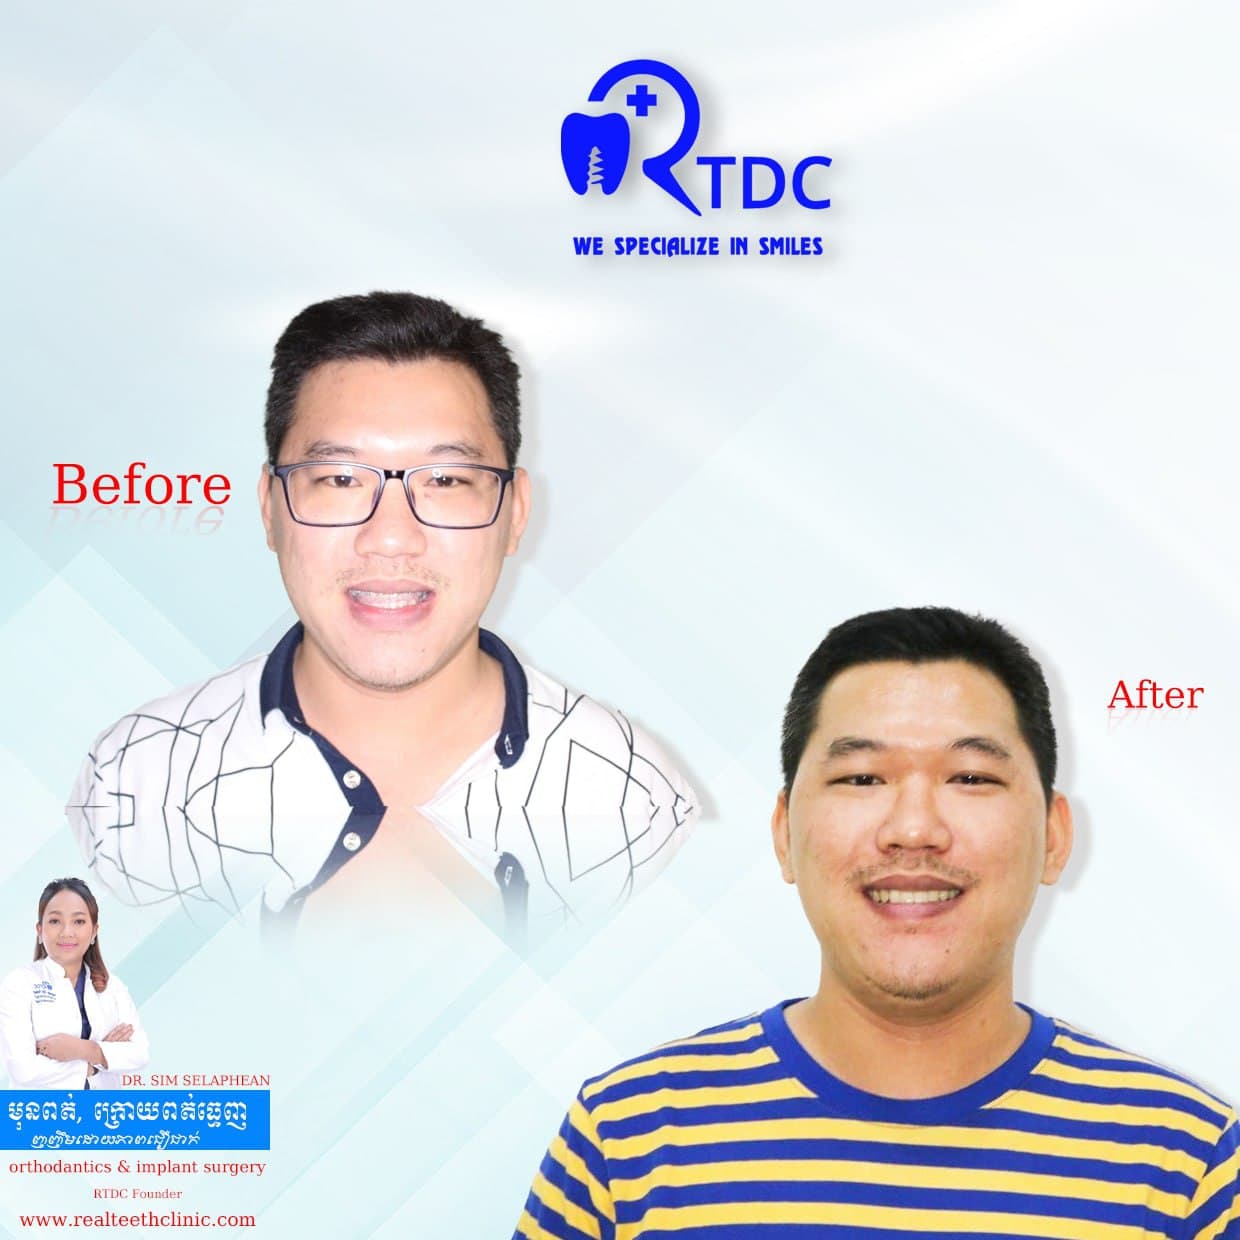 RTDC
WE SPECIALIZE IN SMILES
Before
After
DR. SIM SELAPHEAN
មុនពត់, ក្រោយពត់ធ្មេញ
ញញឹមដោយភាពជឿជាក់
orthodantics & implant surgery
RTDC Founder
www.realteethclinic.com